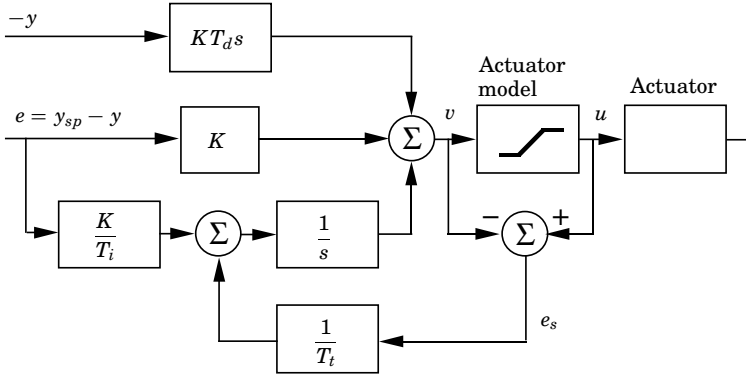 −y
KT_d s
Actuator model
Actuator
e = y_sp − y
K
Σ
v
u
K/T_i
Σ
1/s
−
+
Σ
1/T_t
e_s